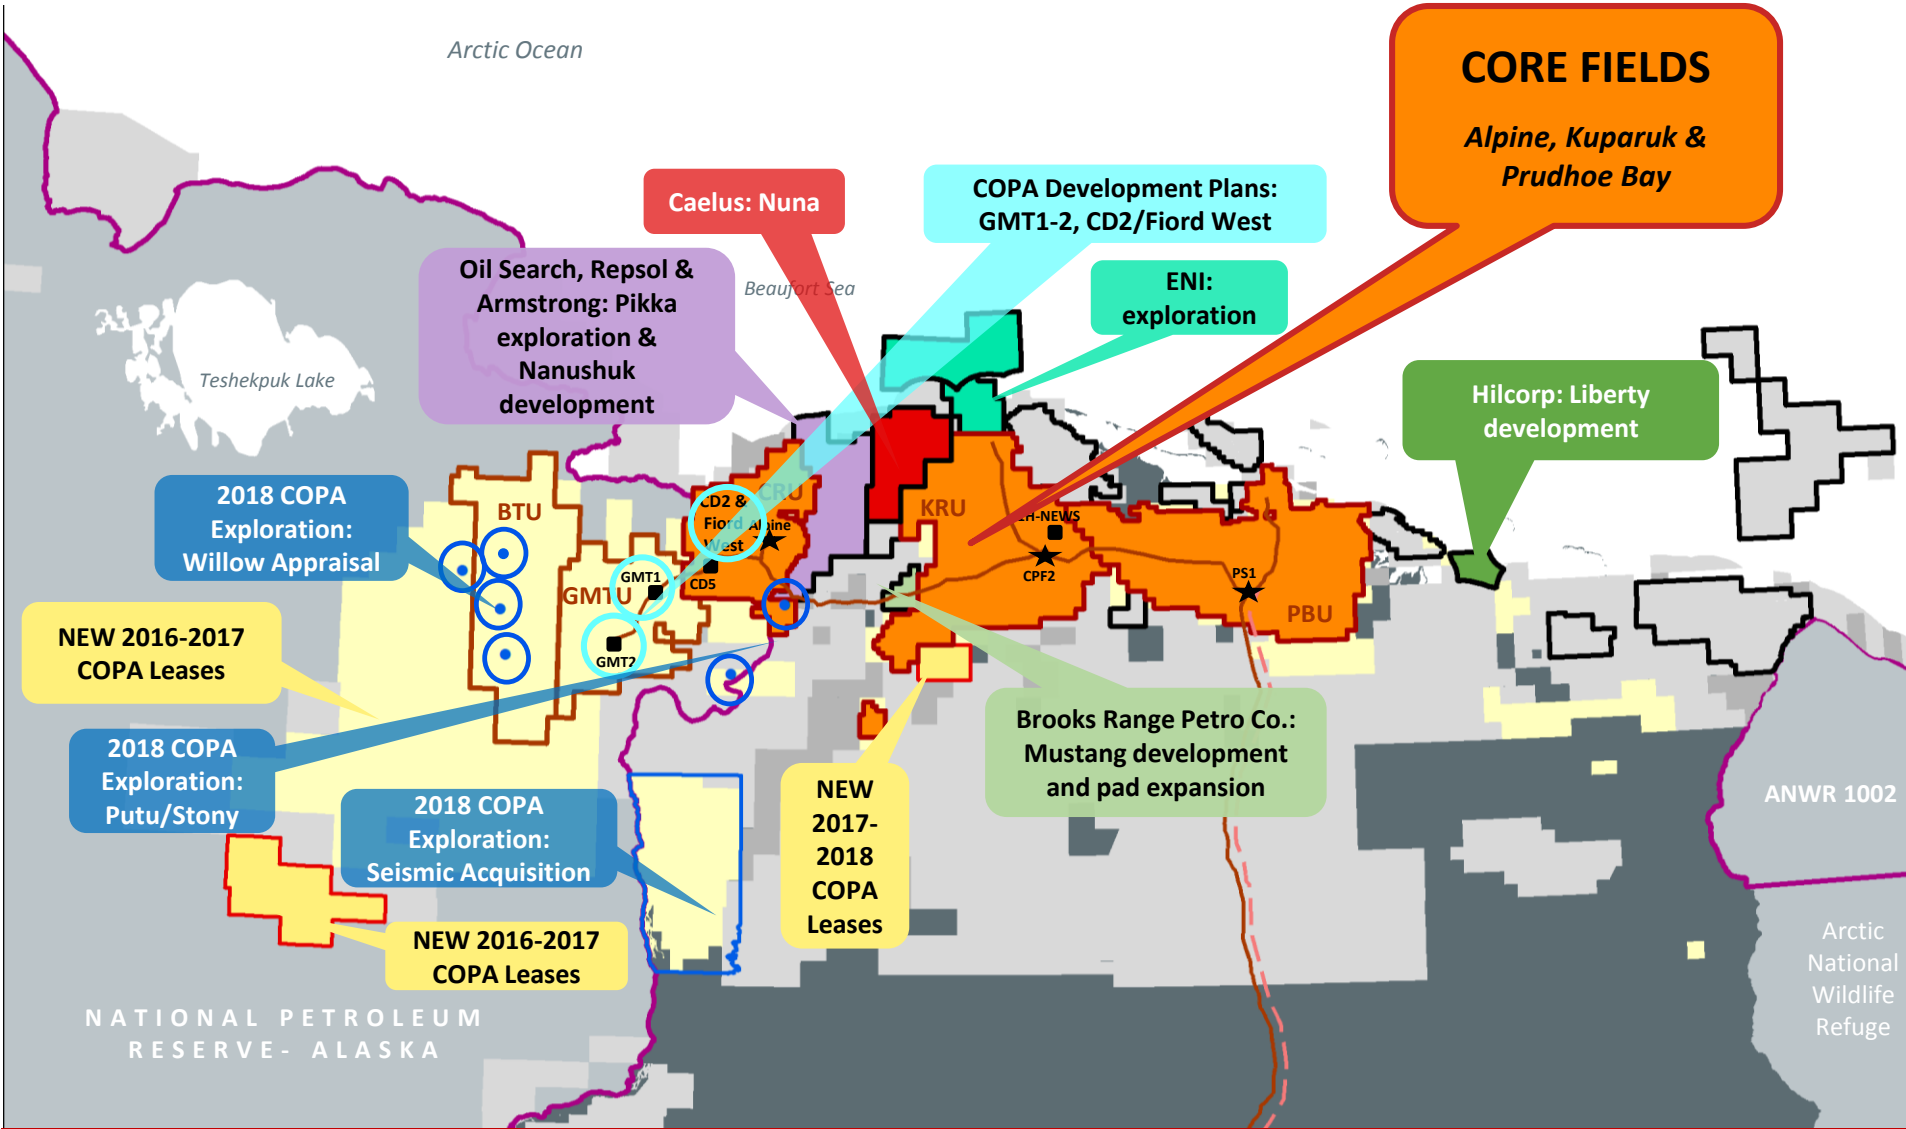 Arctic Ocean
CORE FIELDS
Alpine, Kuparuk &
Prudhoe Bay
Caelus: Nuna
COPA Development Plans:
GMT1-2, CD2/Fiord West
Oil Search, Repsol &
Armstrong: Pikka
exploration &
Nanushuk
development
Beaufort Sea
ENI:
exploration
Teshekpuk Lake
Hilcorp: Liberty
development
2018 COPA
Exploration:
Willow Appraisal
BTU
CRU
CD2 &
Fiord
West
Alpine
KRU
1H-NEWS
CPF2
PS1
PBU
GMTU
GMT1
CD5
GMT2
NEW 2016-2017
COPA Leases
2018 COPA
Exploration:
Putu/Stony
2018 COPA
Exploration:
Seismic Acquisition
NEW
2017-
2018
COPA
Leases
Brooks Range Petro Co.:
Mustang development
and pad expansion
ANWR 1002
NEW 2016-2017
COPA Leases
NATIONAL PETROLEUM
RESERVE- ALASKA
Arctic
National
Wildlife
Refuge